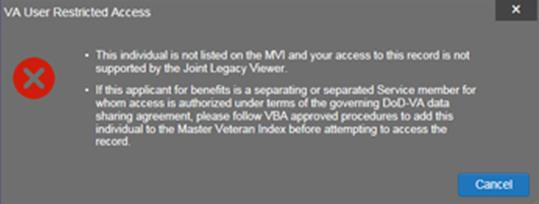 VA User Restricted Access
• This individual is not listed on the MVI and your access to this record is not
supported by the Joint Legacy Viewer.
• If this applicant for benefits is a separating or separated Service member for
whom access is authorized under terms of the governing DoD-VA data
sharing agreement, please follow VBA approved procedures to add this
individual to the Master Veteran Index before attempting to access the
record.
Cancel